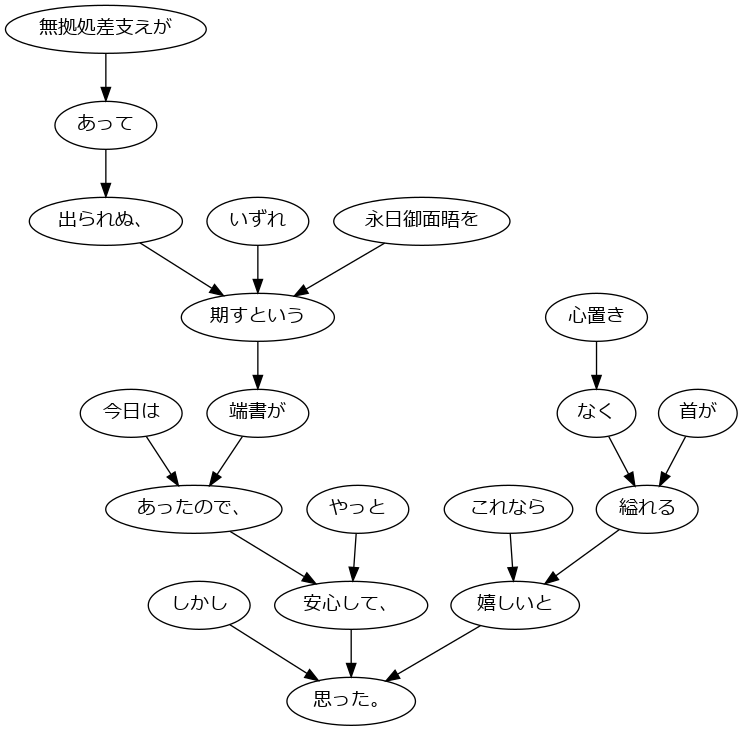 無拠処差支えが
あって
出られぬ、
いずれ
永日御面晤を
期すという
心置き
今日は
端書が
なく
首が
あったので、
やっと
これなら
縊れる
しかし
安心して、
嬉しいと
思った。